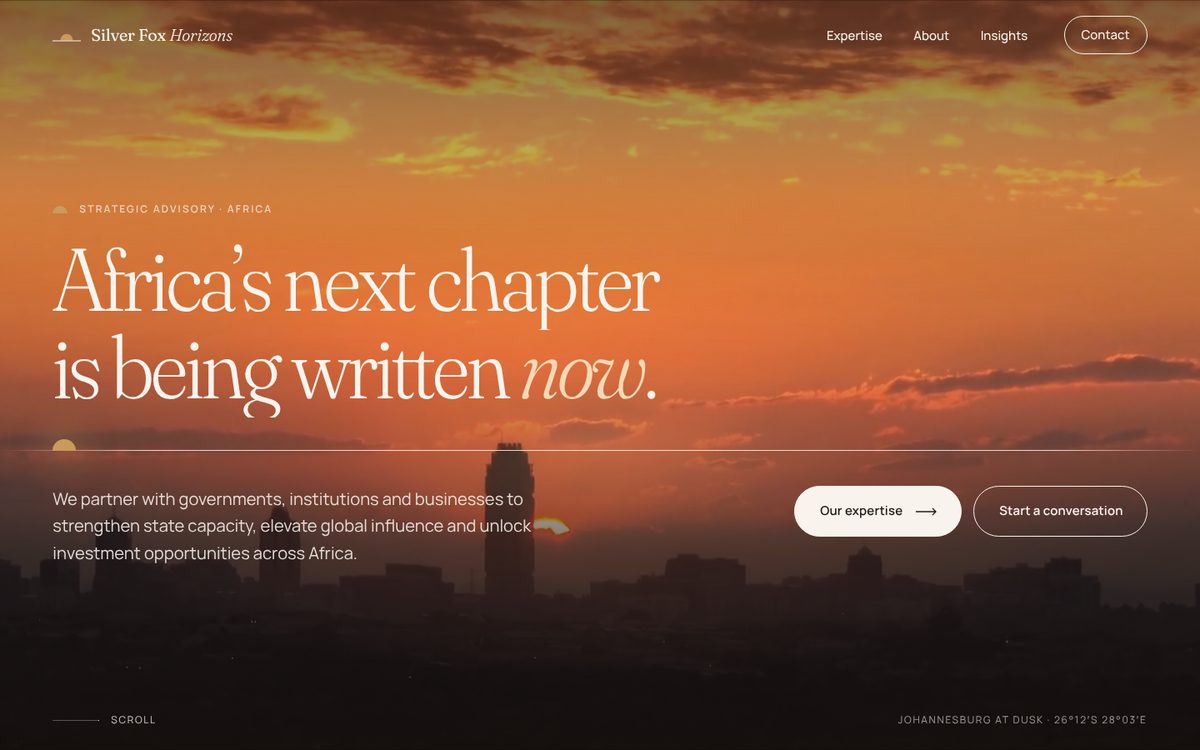 Silver Fox Horizons
Expertise
About
Insights
Contact
STRATEGIC ADVISORY · AFRICA
Africa’s next chapter
is being written now.
We partner with governments, institutions and businesses to
strengthen state capacity, elevate global influence and unlock
investment opportunities across Africa.
Our expertise
Start a conversation
SCROLL
JOHANNESBURG AT DUSK · 26°12′S 28°03′E